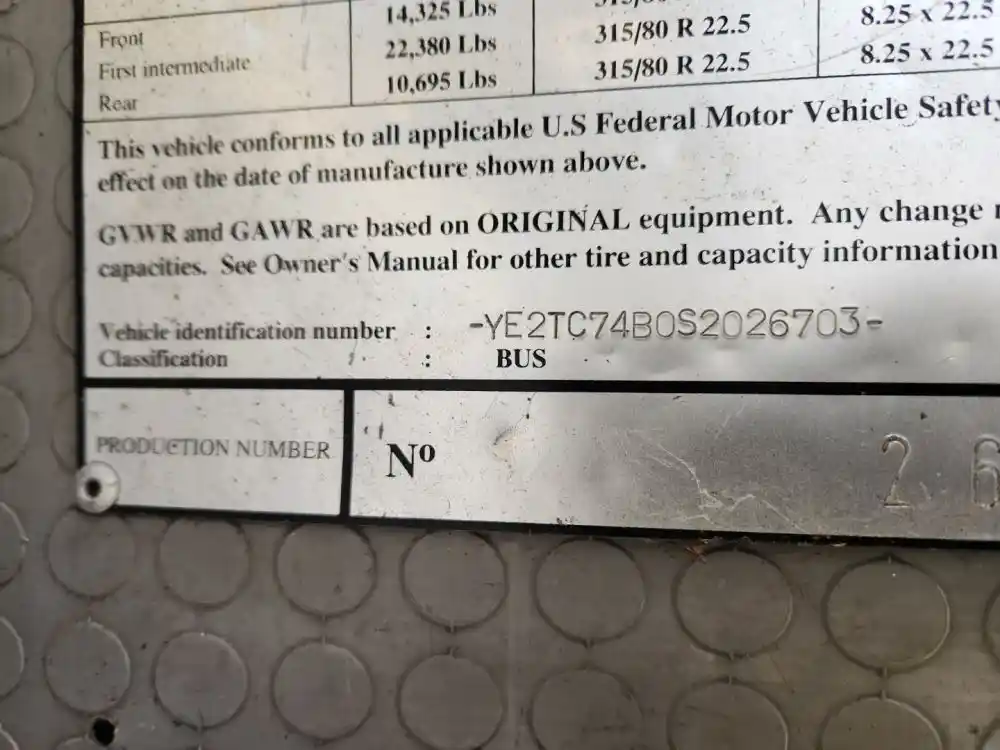 Front 14,325 Lbs 8.25 x 22.5
First intermediate 22,380 Lbs 315/80 R 22.5 8.25 x 22.5
Rear 10,695 Lbs 315/80 R 22.5
This vehicle conforms to all applicable U.S Federal Motor Vehicle Safety
effect on the date of manufacture shown above.
GVWR and GAWR are based on ORIGINAL equipment. Any change
capacities. See Owner's Manual for other tire and capacity information
Vehicle identification number : -YE2TC74B0S2026703-
Classification : BUS
PRODUCTION NUMBER Nº 2 6